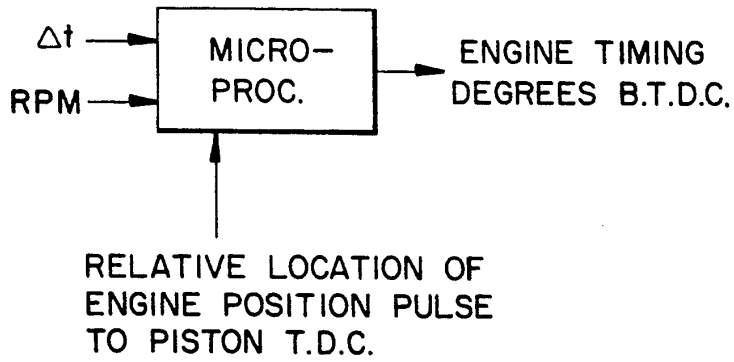 Δt
RPM
MICRO-
PROC.
ENGINE TIMING
DEGREES B.T.D.C.
RELATIVE LOCATION OF
ENGINE POSITION PULSE
TO PISTON T.D.C.